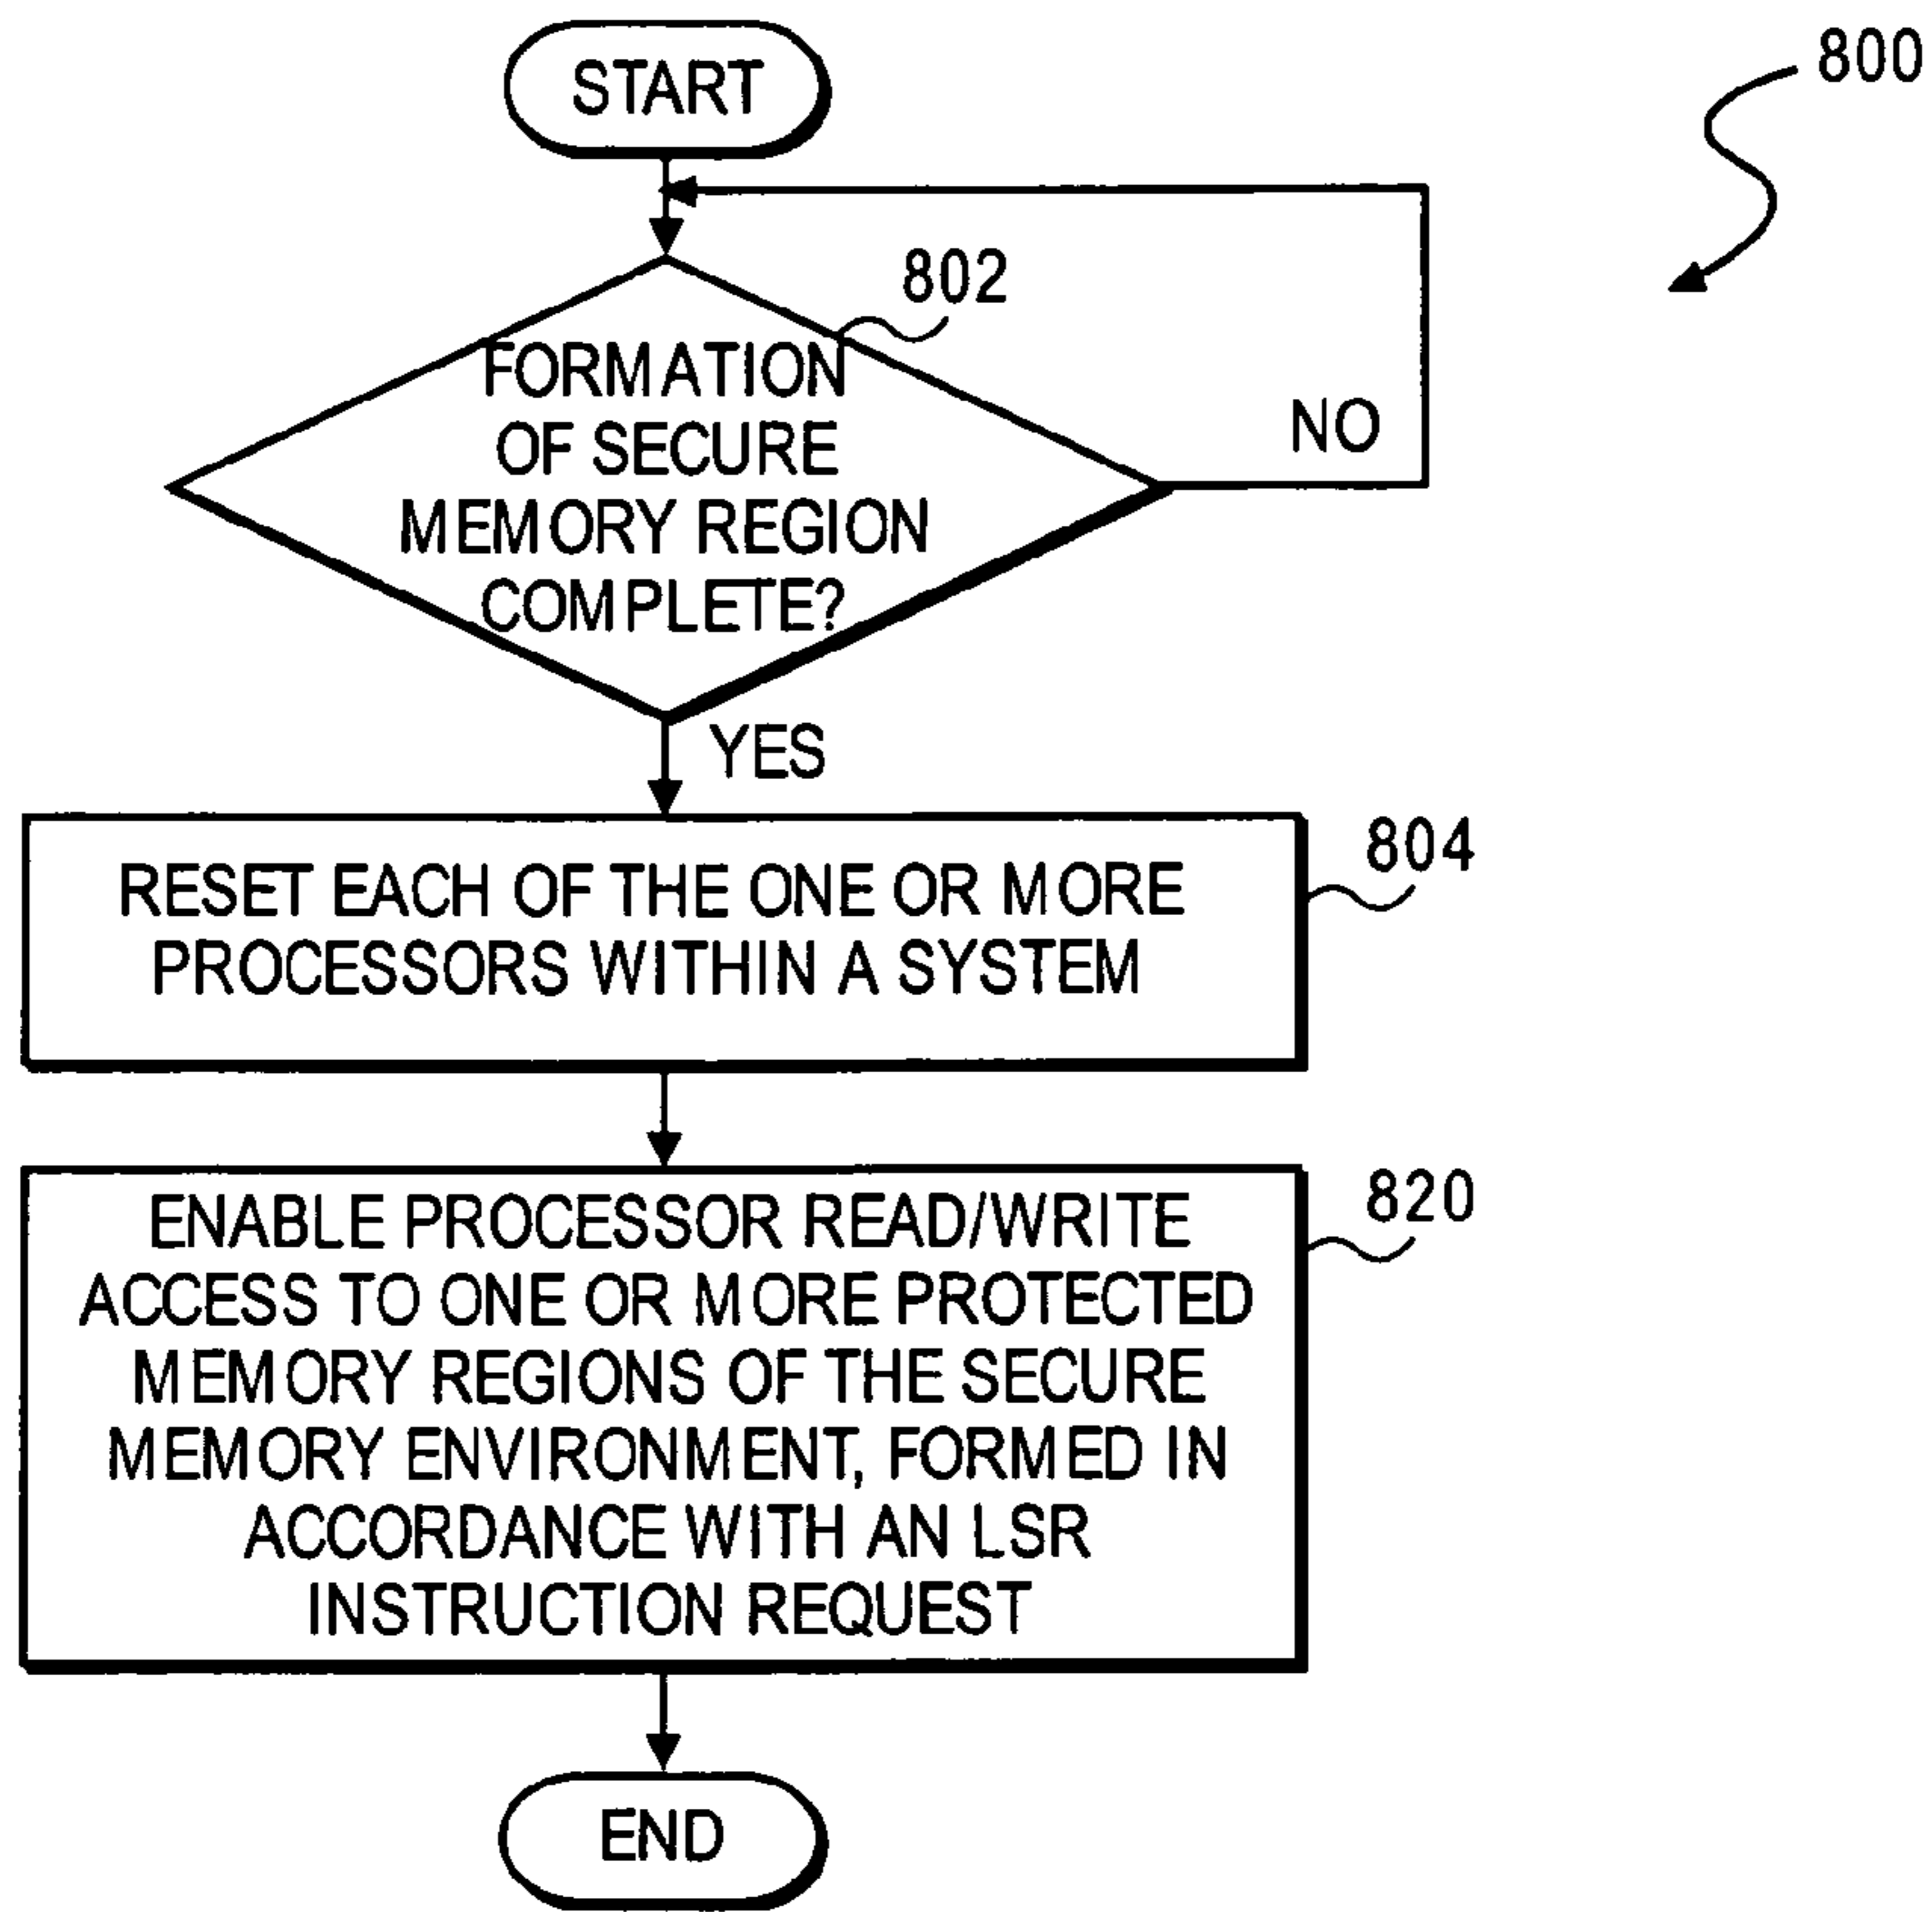 START
800
802
FORMATION
OF SECURE
MEMORY REGION
COMPLETE?
NO
YES
804
RESET EACH OF THE ONE OR MORE
PROCESSORS WITHIN A SYSTEM
820
ENABLE PROCESSOR READ/WRITE
ACCESS TO ONE OR MORE PROTECTED
MEMORY REGIONS OF THE SECURE
MEMORY ENVIRONMENT, FORMED IN
ACCORDANCE WITH AN LSR
INSTRUCTION REQUEST
END